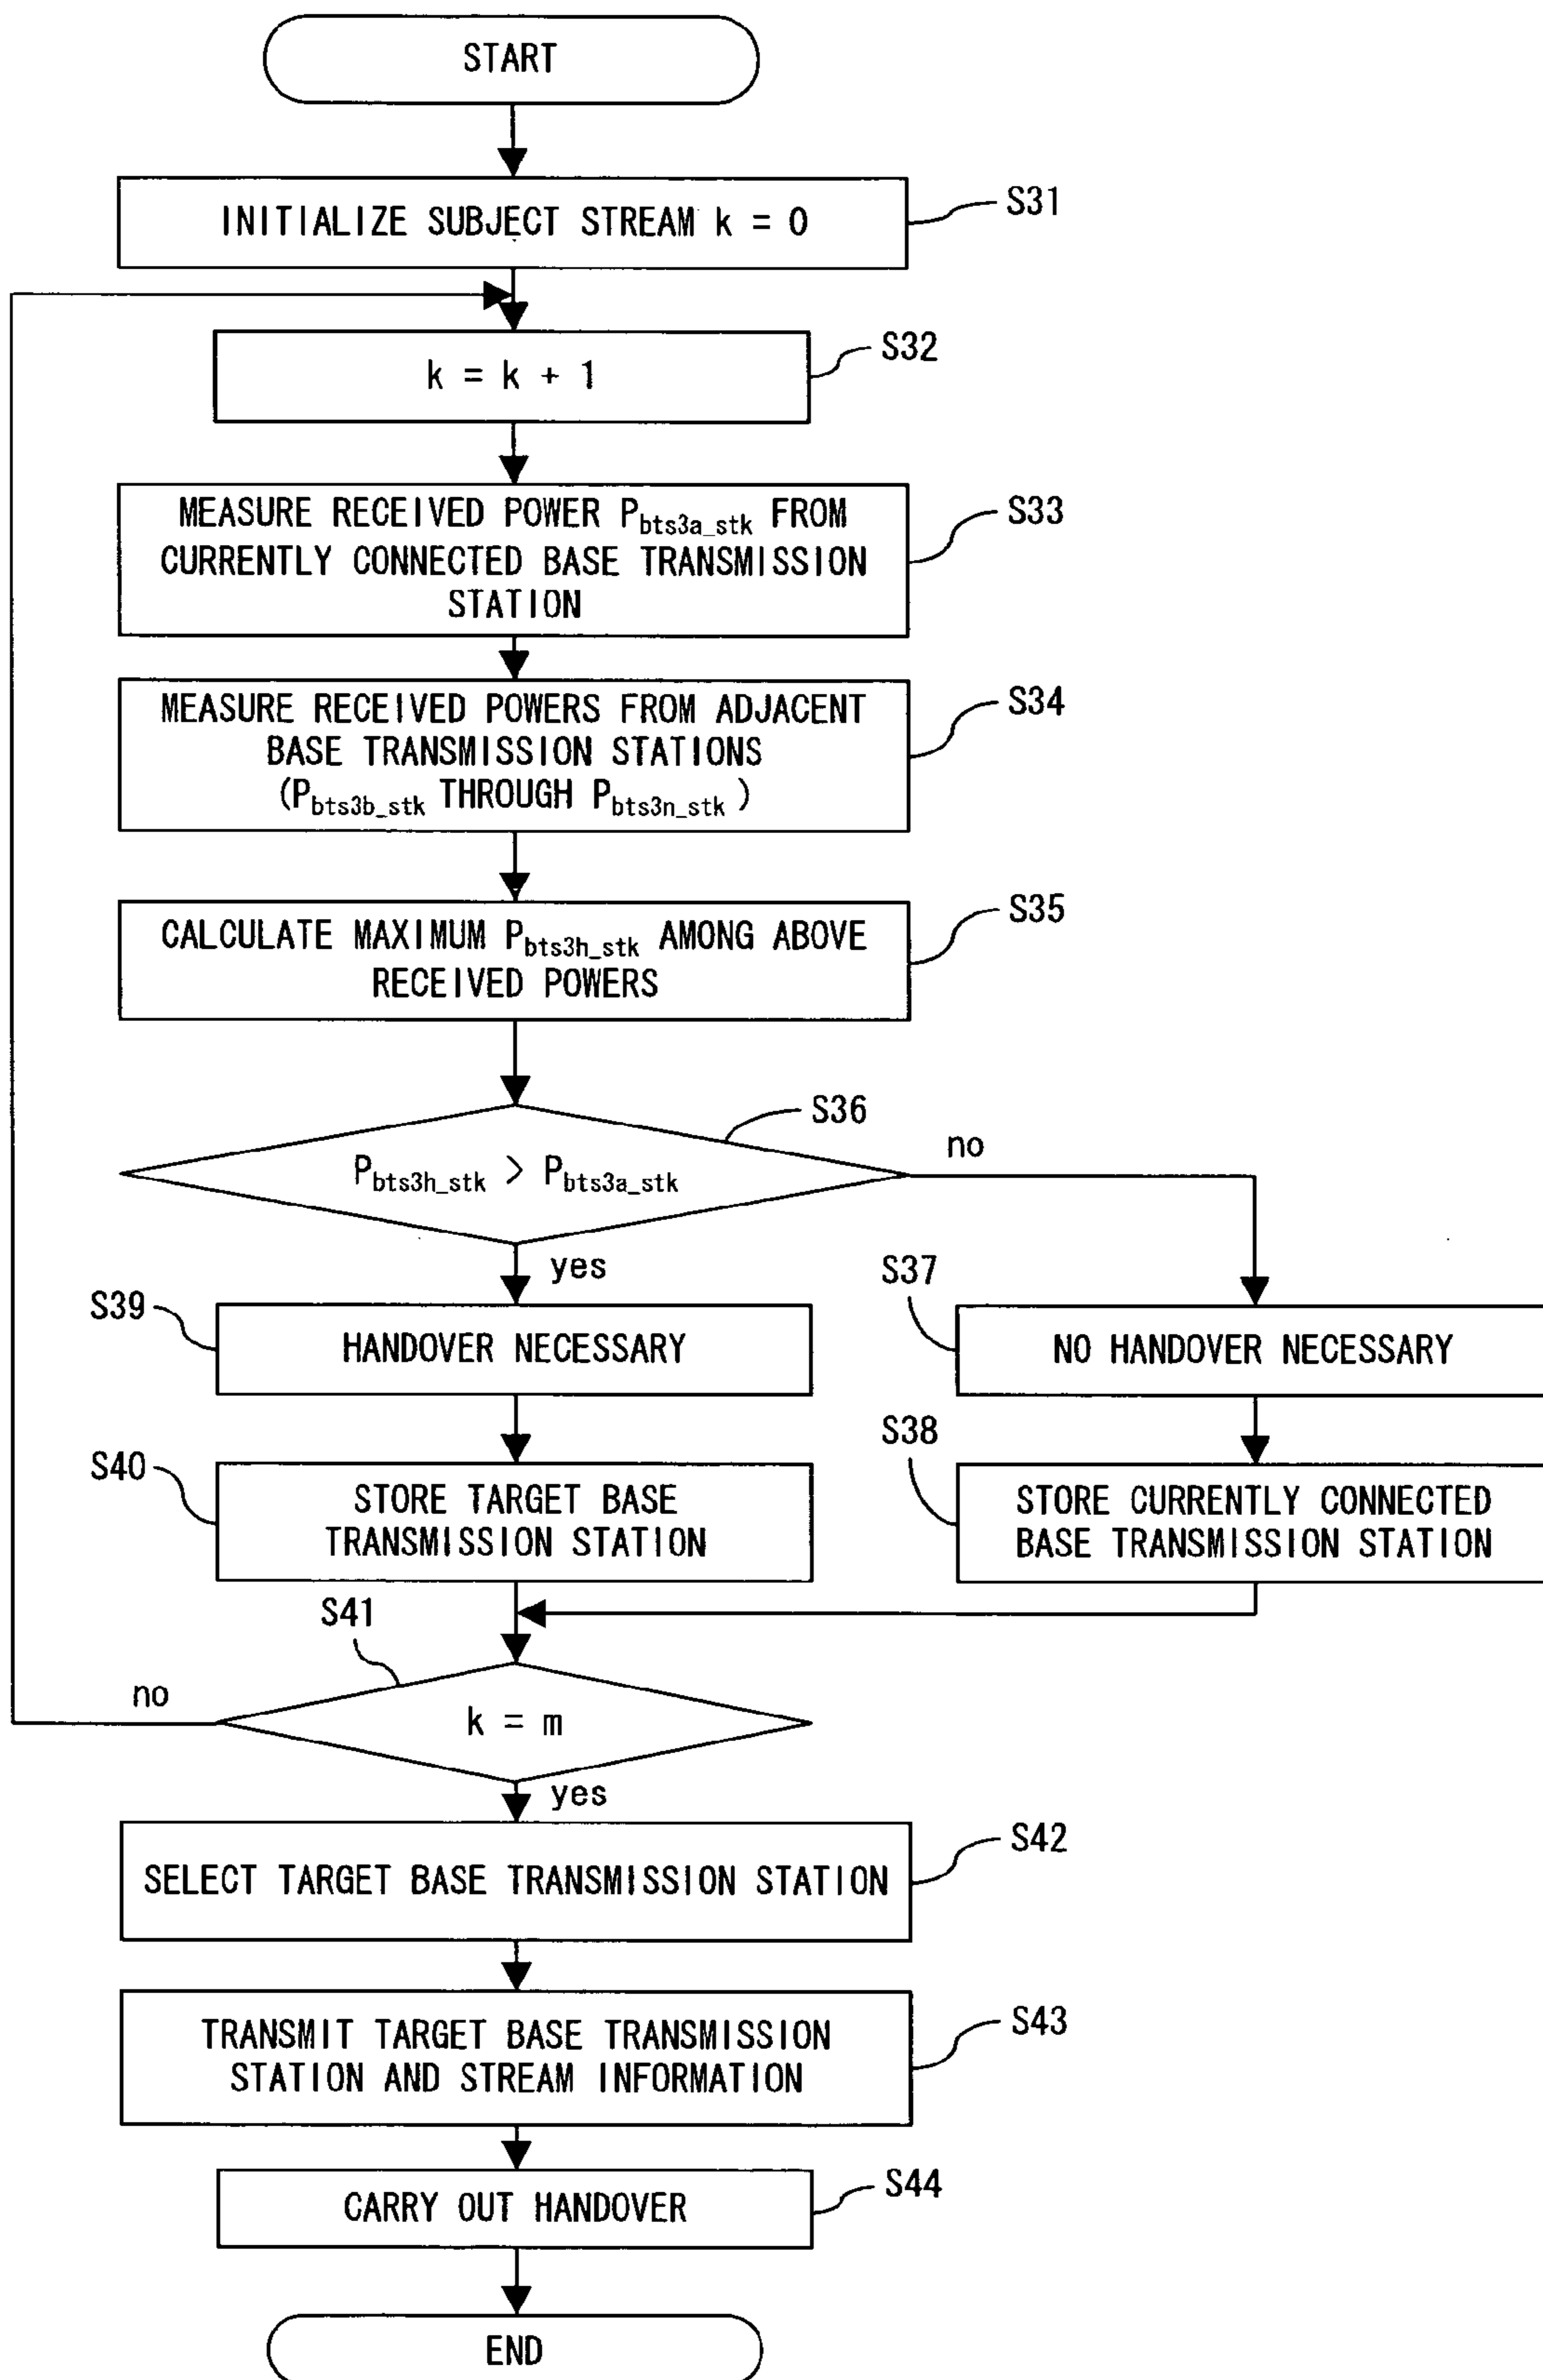 START
INITIALIZE SUBJECT STREAM k = 0
S31
k = k + 1
S32
MEASURE RECEIVED POWER Pbts3a_stk FROM
CURRENTLY CONNECTED BASE TRANSMISSION
STATION
S33
MEASURE RECEIVED POWERS FROM ADJACENT
BASE TRANSMISSION STATIONS
(Pbts3b_stk THROUGH Pbts3n_stk )
S34
CALCULATE MAXIMUM Pbts3h_stk AMONG ABOVE
RECEIVED POWERS
S35
Pbts3h_stk > Pbts3a_stk
S36
no
yes
S39
HANDOVER NECESSARY
S37
NO HANDOVER NECESSARY
S40
STORE TARGET BASE
TRANSMISSION STATION
S38
STORE CURRENTLY CONNECTED
BASE TRANSMISSION STATION
S41
k = m
no
yes
SELECT TARGET BASE TRANSMISSION STATION
S42
TRANSMIT TARGET BASE TRANSMISSION
STATION AND STREAM INFORMATION
S43
CARRY OUT HANDOVER
S44
END